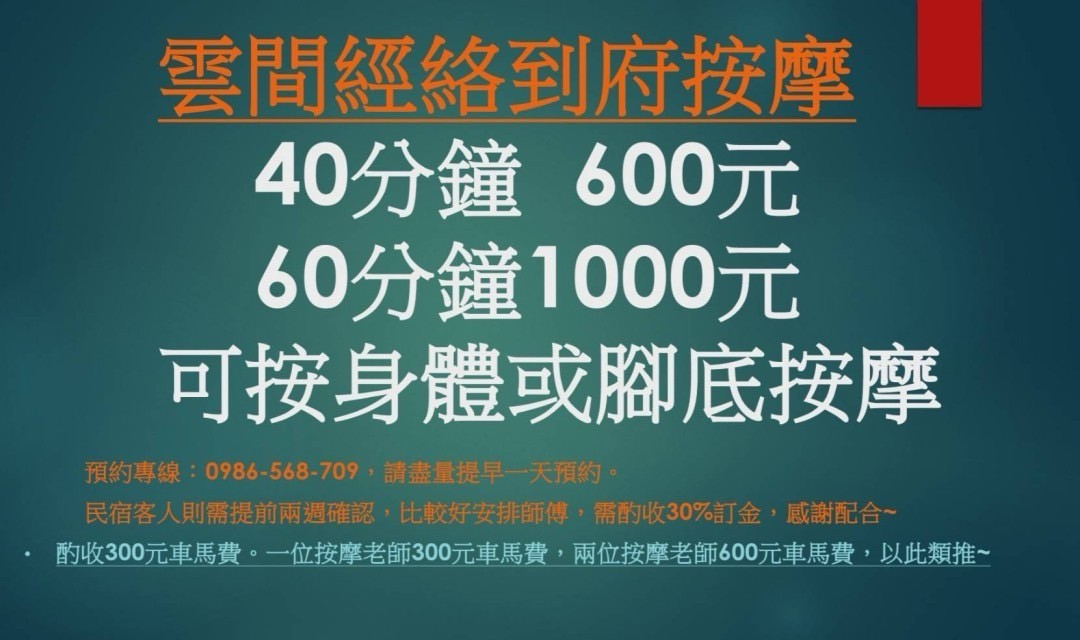 雲間經絡到府按摩
40分鐘 600元
60分鐘1000元
可按身體或腳底按摩
預約專線：0986-568-709，請盡量提早一天預約。
民宿客人則需提前兩週確認，比較好安排師傅，需酌收30%訂金，感謝配合~
• 酌收300元車馬費。一位按摩老師300元車馬費，兩位按摩老師600元車馬費，以此類推~